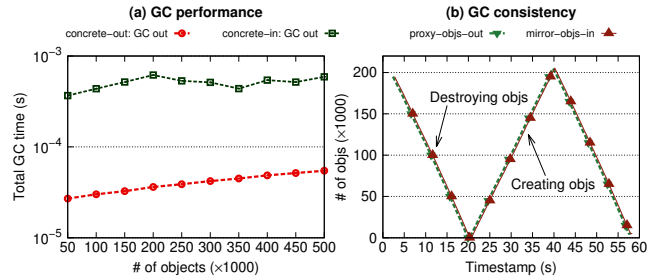 (a) GC performance
concrete-out: GC out
concrete-in: GC out
Total GC time (s)
10⁻³
10⁻⁴
10⁻⁵
50 100 150 200 250 300 350 400 450 500
# of objects (×1000)
(b) GC consistency
proxy-objs-out
mirror-objs-in
# of objs (×1000)
200
150
100
50
0
Destroying objs
Creating objs
0 5 10 15 20 25 30 35 40 45 50 55 60
Timestamp (s)